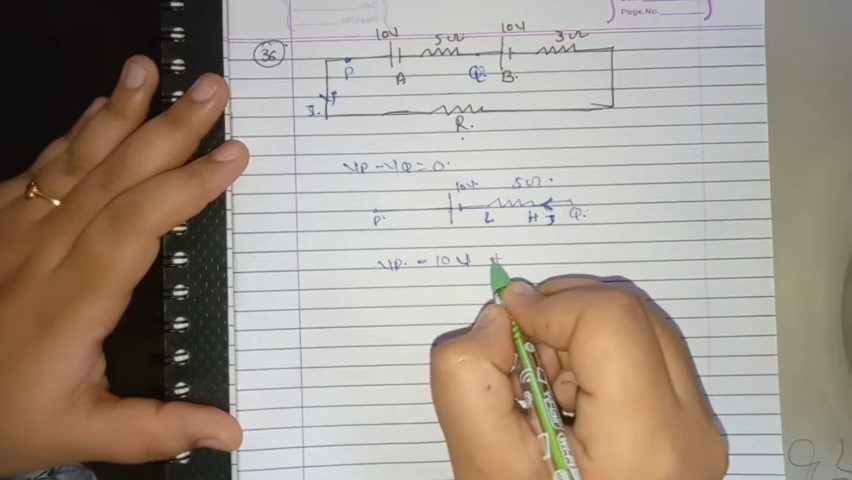 Page No.
36
10V 5Ω 10V 3Ω
P A Q B
I
R.
VP - VQ = 0.
10V. 5Ω.
P. L H I Q.
VP. - 10V +